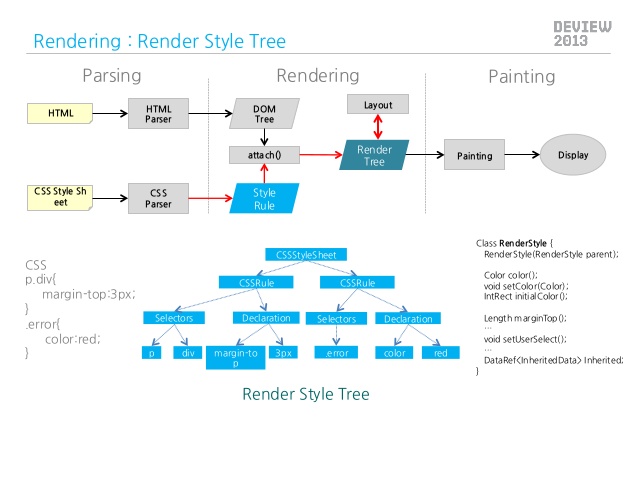 Rendering : Render Style Tree
DEVIEW
2013
Parsing
Rendering
Painting
HTML
HTML
Parser
DOM
Tree
Layout
attach()
Render
Tree
Painting
Display
CSS Style Sh
eet
CSS
Parser
Style
Rule
CSS
p.div{
margin-top:3px;
}
.error{
color:red;
}
CSSStyleSheet
CSSRule
CSSRule
Selectors
Declaration
Selectors
Declaration
p
div
margin-to
p
3px
.error
color
red
Render Style Tree
Class RenderStyle {
RenderStyle(RenderStyle parent);
Color color();
void setColor(Color);
IntRect initialColor();
Length marginTop();
...
void setUserSelect();
...
DataRef<InheritedData> Inherited;
}